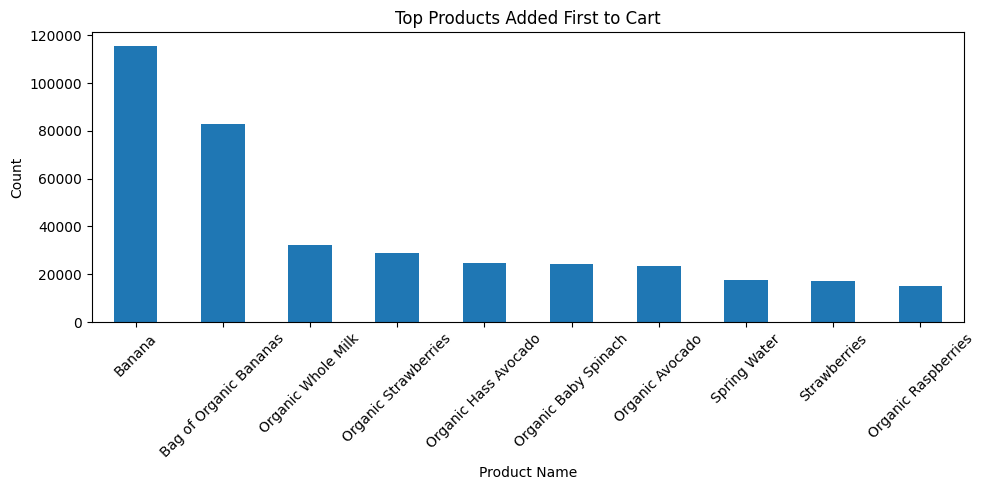 Top Products Added First to Cart
120000
100000
80000
60000
40000
20000
0
Count
Banana
Bag of Organic Bananas
Organic Whole Milk
Organic Strawberries
Organic Hass Avocado
Organic Baby Spinach
Organic Avocado
Spring Water
Strawberries
Organic Raspberries
Product Name